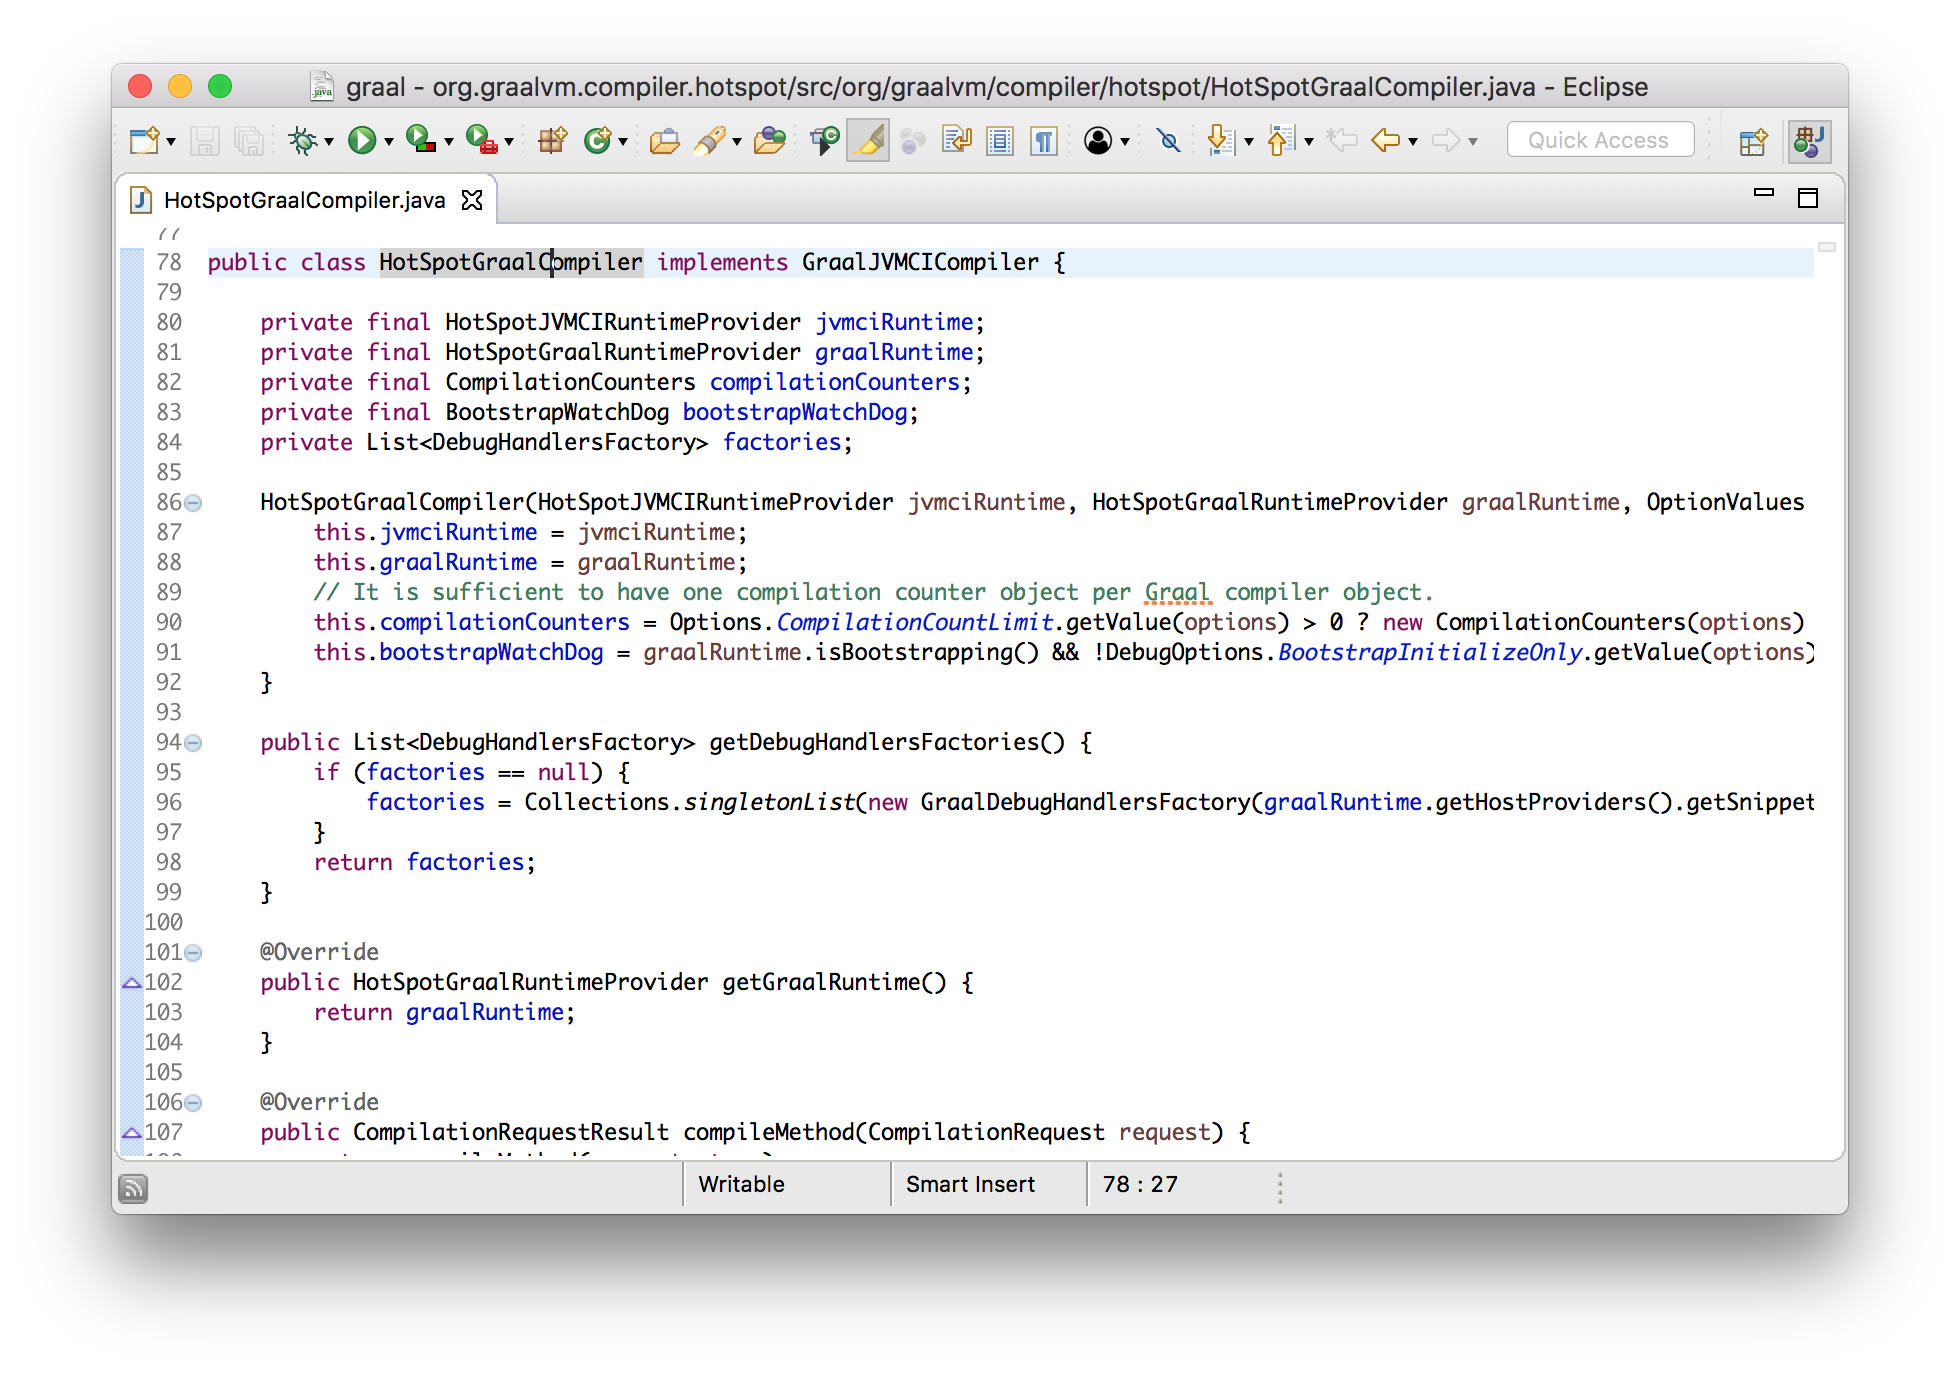 graal - org.graalvm.compiler.hotspot/src/org/graalvm/compiler/hotspot/HotSpotGraalCompiler.java - Eclipse
Quick Access
HotSpotGraalCompiler.java
77
78 public class HotSpotGraalCompiler implements GraalJVMCICompiler {
79
80     private final HotSpotJVMCIRuntimeProvider jvmciRuntime;
81     private final HotSpotGraalRuntimeProvider graalRuntime;
82     private final CompilationCounters compilationCounters;
83     private final BootstrapWatchDog bootstrapWatchDog;
84     private List<DebugHandlersFactory> factories;
85
86     HotSpotGraalCompiler(HotSpotJVMCIRuntimeProvider jvmciRuntime, HotSpotGraalRuntimeProvider graalRuntime, OptionValues
87         this.jvmciRuntime = jvmciRuntime;
88         this.graalRuntime = graalRuntime;
89         // It is sufficient to have one compilation counter object per Graal compiler object.
90         this.compilationCounters = Options.CompilationCountLimit.getValue(options) > 0 ? new CompilationCounters(options)
91         this.bootstrapWatchDog = graalRuntime.isBootstrapping() && !DebugOptions.BootstrapInitializeOnly.getValue(options)
92     }
93
94     public List<DebugHandlersFactory> getDebugHandlersFactories() {
95         if (factories == null) {
96             factories = Collections.singletonList(new GraalDebugHandlersFactory(graalRuntime.getHostProviders().getSnippet
97         }
98         return factories;
99     }
100
101     @Override
102     public HotSpotGraalRuntimeProvider getGraalRuntime() {
103         return graalRuntime;
104     }
105
106     @Override
107     public CompilationRequestResult compileMethod(CompilationRequest request) {
Writable
Smart Insert
78 : 27